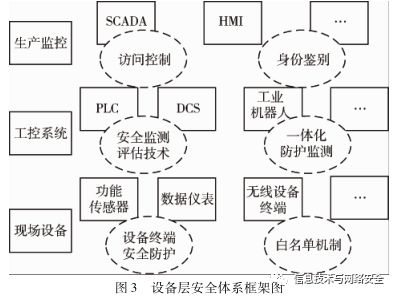 SCADA
HMI
…
生产监控
访问控制
身份鉴别
PLC
DCS
工业
机器人
…
工控系统
安全监测
评估技术
一体化
防护监测
功能
传感器
数据仪表
无线设备
终端
…
现场设备
设备终端
安全防护
白名单机制
信息技术与网络安全
图3 设备层安全体系框架图